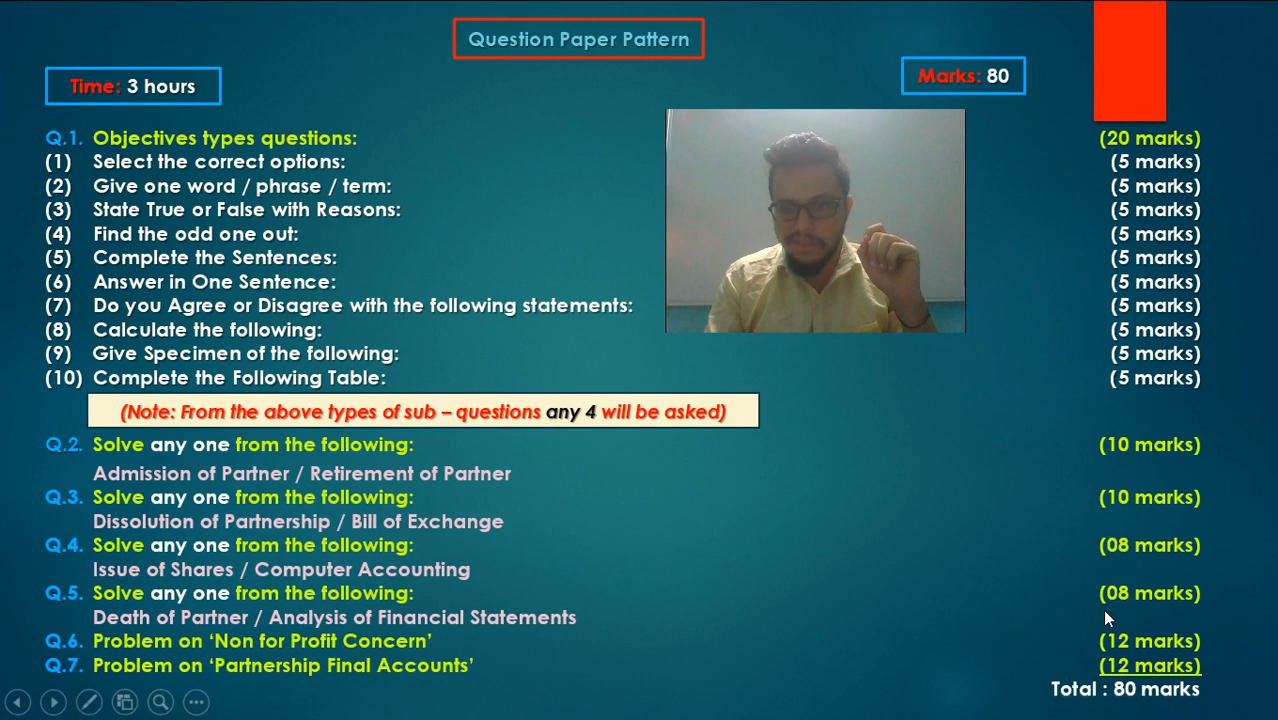 Question Paper Pattern
Time: 3 hours
Marks: 80
Q.1. Objectives types questions: (20 marks)
(1) Select the correct options: (5 marks)
(2) Give one word / phrase / term: (5 marks)
(3) State True or False with Reasons: (5 marks)
(4) Find the odd one out: (5 marks)
(5) Complete the Sentences: (5 marks)
(6) Answer in One Sentence: (5 marks)
(7) Do you Agree or Disagree with the following statements: (5 marks)
(8) Calculate the following: (5 marks)
(9) Give Specimen of the following: (5 marks)
(10) Complete the Following Table: (5 marks)
(Note: From the above types of sub – questions any 4 will be asked)
Q.2. Solve any one from the following: (10 marks)
Admission of Partner / Retirement of Partner
Q.3. Solve any one from the following: (10 marks)
Dissolution of Partnership / Bill of Exchange
Q.4. Solve any one from the following: (08 marks)
Issue of Shares / Computer Accounting
Q.5. Solve any one from the following: (08 marks)
Death of Partner / Analysis of Financial Statements
Q.6. Problem on ‘Non for Profit Concern’ (12 marks)
Q.7. Problem on ‘Partnership Final Accounts’ (12 marks)
Total : 80 marks